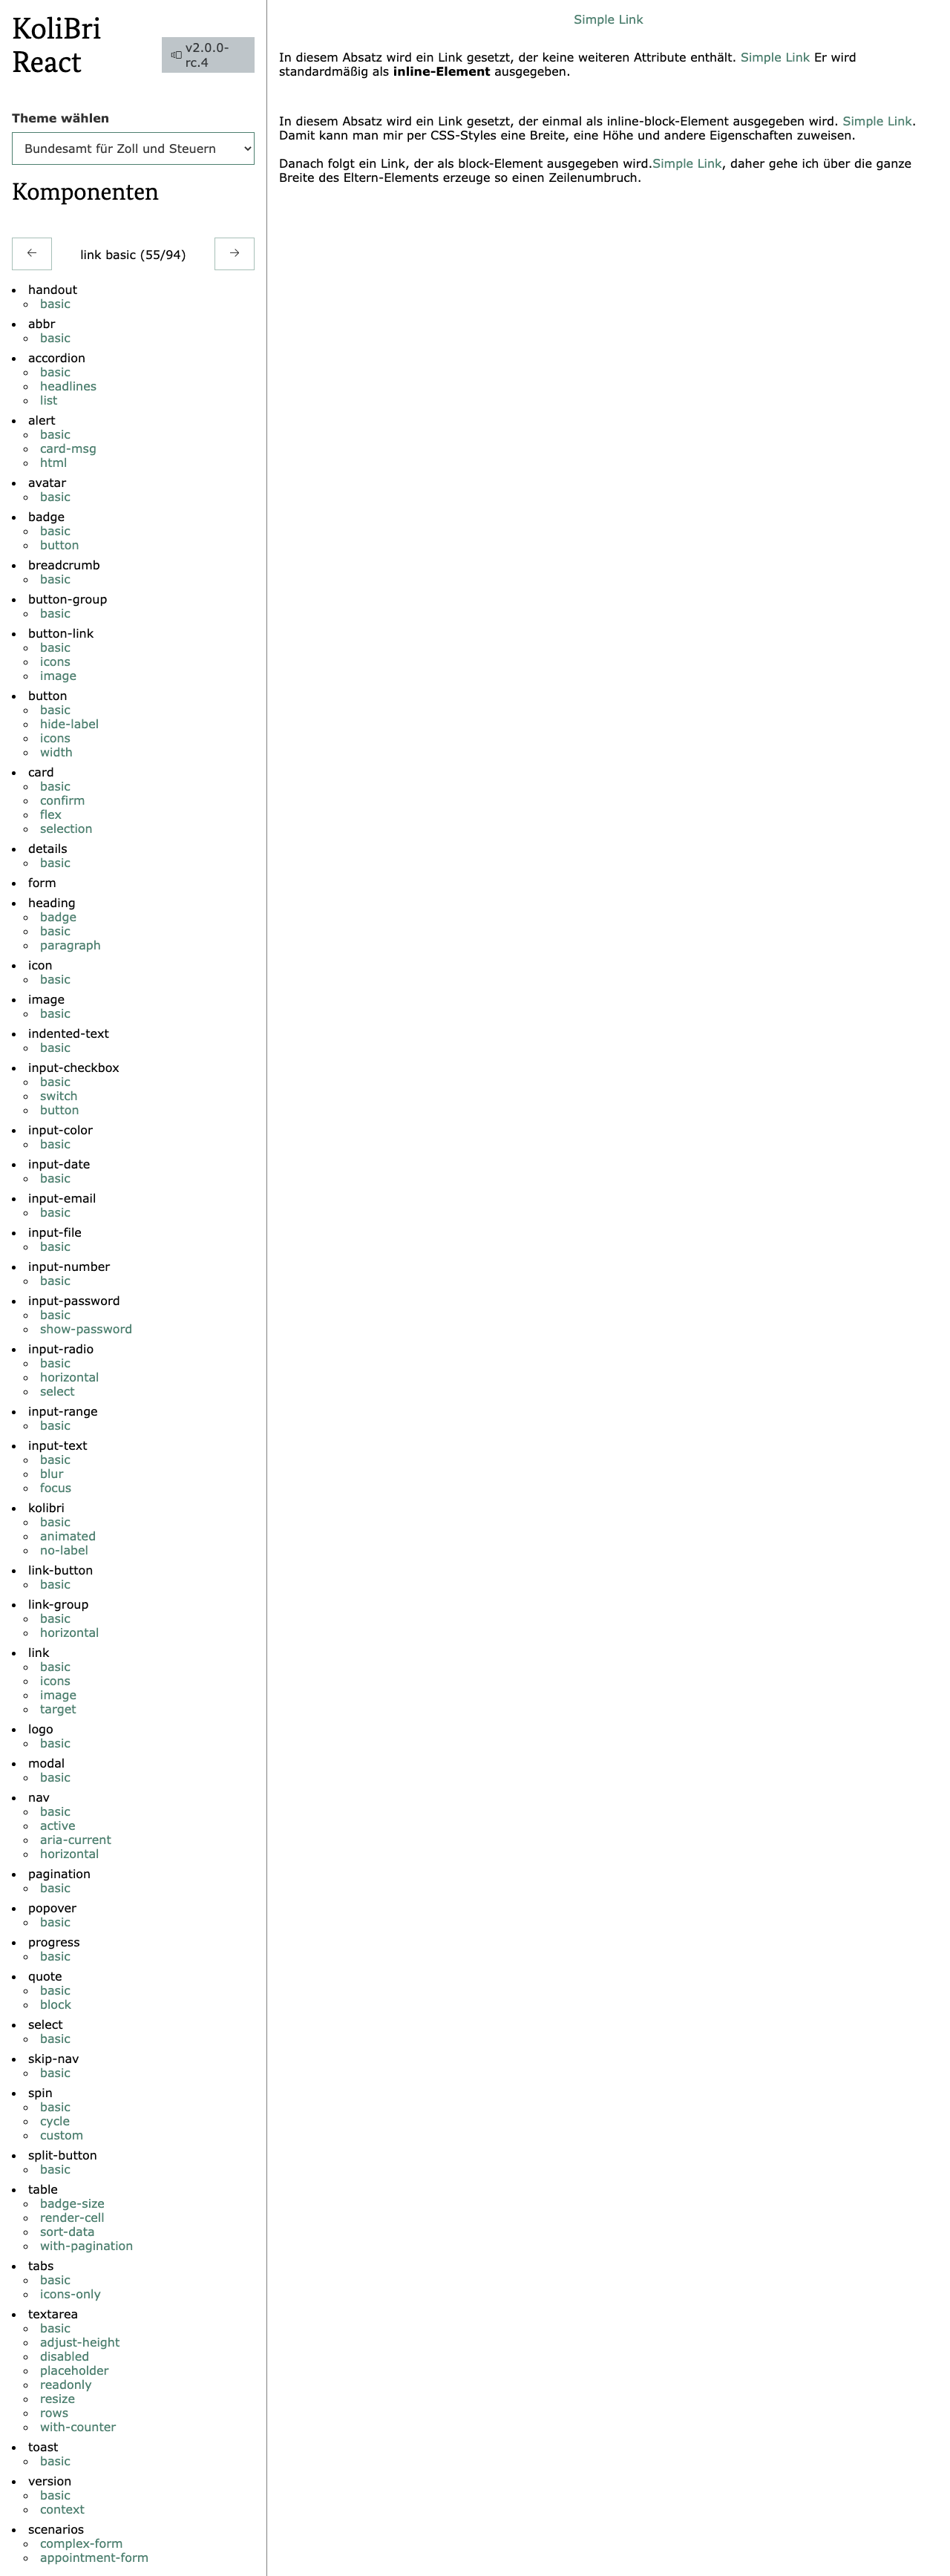 KoliBri
React
v2.0.0-
rc.4
Theme wählen
Bundesamt für Zoll und Steuern
Komponenten
←
link basic (55/94)
→
handout
basic
abbr
basic
accordion
basic
headlines
list
alert
basic
card-msg
html
avatar
basic
badge
basic
button
breadcrumb
basic
button-group
basic
button-link
basic
icons
image
button
basic
hide-label
icons
width
card
basic
confirm
flex
selection
details
basic
form
heading
badge
basic
paragraph
icon
basic
image
basic
indented-text
basic
input-checkbox
basic
switch
button
input-color
basic
input-date
basic
input-email
basic
input-file
basic
input-number
basic
input-password
basic
show-password
input-radio
basic
horizontal
select
input-range
basic
input-text
basic
blur
focus
kolibri
basic
animated
no-label
link-button
basic
link-group
basic
horizontal
link
basic
icons
image
target
logo
basic
modal
basic
nav
basic
active
aria-current
horizontal
pagination
basic
popover
basic
progress
basic
quote
basic
block
select
basic
skip-nav
basic
spin
basic
cycle
custom
split-button
basic
table
badge-size
render-cell
sort-data
with-pagination
tabs
basic
icons-only
textarea
basic
adjust-height
disabled
placeholder
readonly
resize
rows
with-counter
toast
basic
version
basic
context
scenarios
complex-form
appointment-form
Simple Link
In diesem Absatz wird ein Link gesetzt, der keine weiteren Attribute enthält. Simple Link Er wird
standardmäßig als inline-Element ausgegeben.
In diesem Absatz wird ein Link gesetzt, der einmal als inline-block-Element ausgegeben wird. Simple Link.
Damit kann man mir per CSS-Styles eine Breite, eine Höhe und andere Eigenschaften zuweisen.
Danach folgt ein Link, der als block-Element ausgegeben wird.Simple Link, daher gehe ich über die ganze
Breite des Eltern-Elements erzeuge so einen Zeilenumbruch.